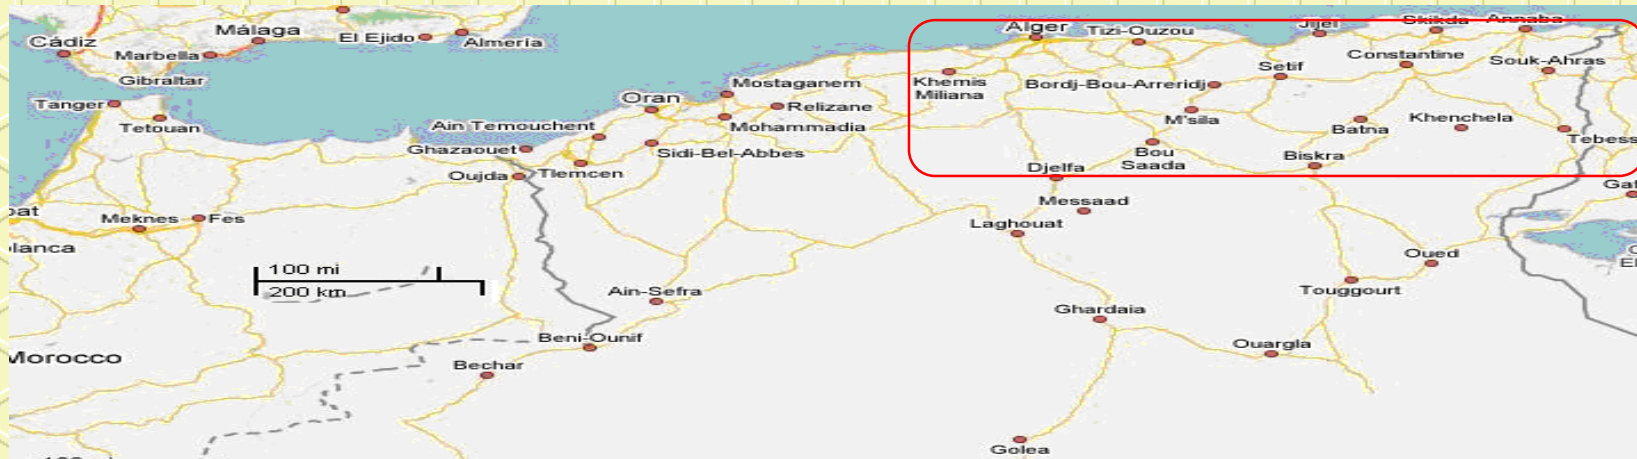 Cádiz
Málaga
El Ejido
Almería
Marbella
Gibraltar
Tanger
Tetouan
Alger
Tizi-Ouzou
Jijel
Skikda
Annaba
Khemis
Miliana
Bordj-Bou-Arreridj
Setif
Constantine
Souk-Ahras
Mostaganem
Oran
Relizane
Mohammadia
Ain Temouchent
Ghazaouet
Sidi-Bel-Abbes
Oujda
Tlemcen
M'sila
Batna
Khenchela
Tebess
Bou
Saada
Biskra
Djelfa
Messaad
Laghouat
Meknes
Fes
100 mi
200 km
Ain-Sefra
Oued
Touggourt
Ghardaia
Ouargla
Beni-Ounif
Morocco
Bechar
Golea